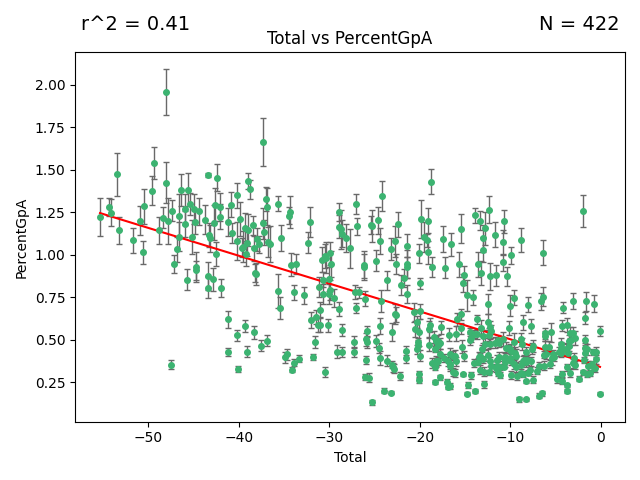 r^2 = 0.41
N = 422
Total vs PercentGpA
PercentGpA
2.00
1.75
1.50
1.25
1.00
0.75
0.50
0.25
−50
−40
−30
−20
−10
0
Total